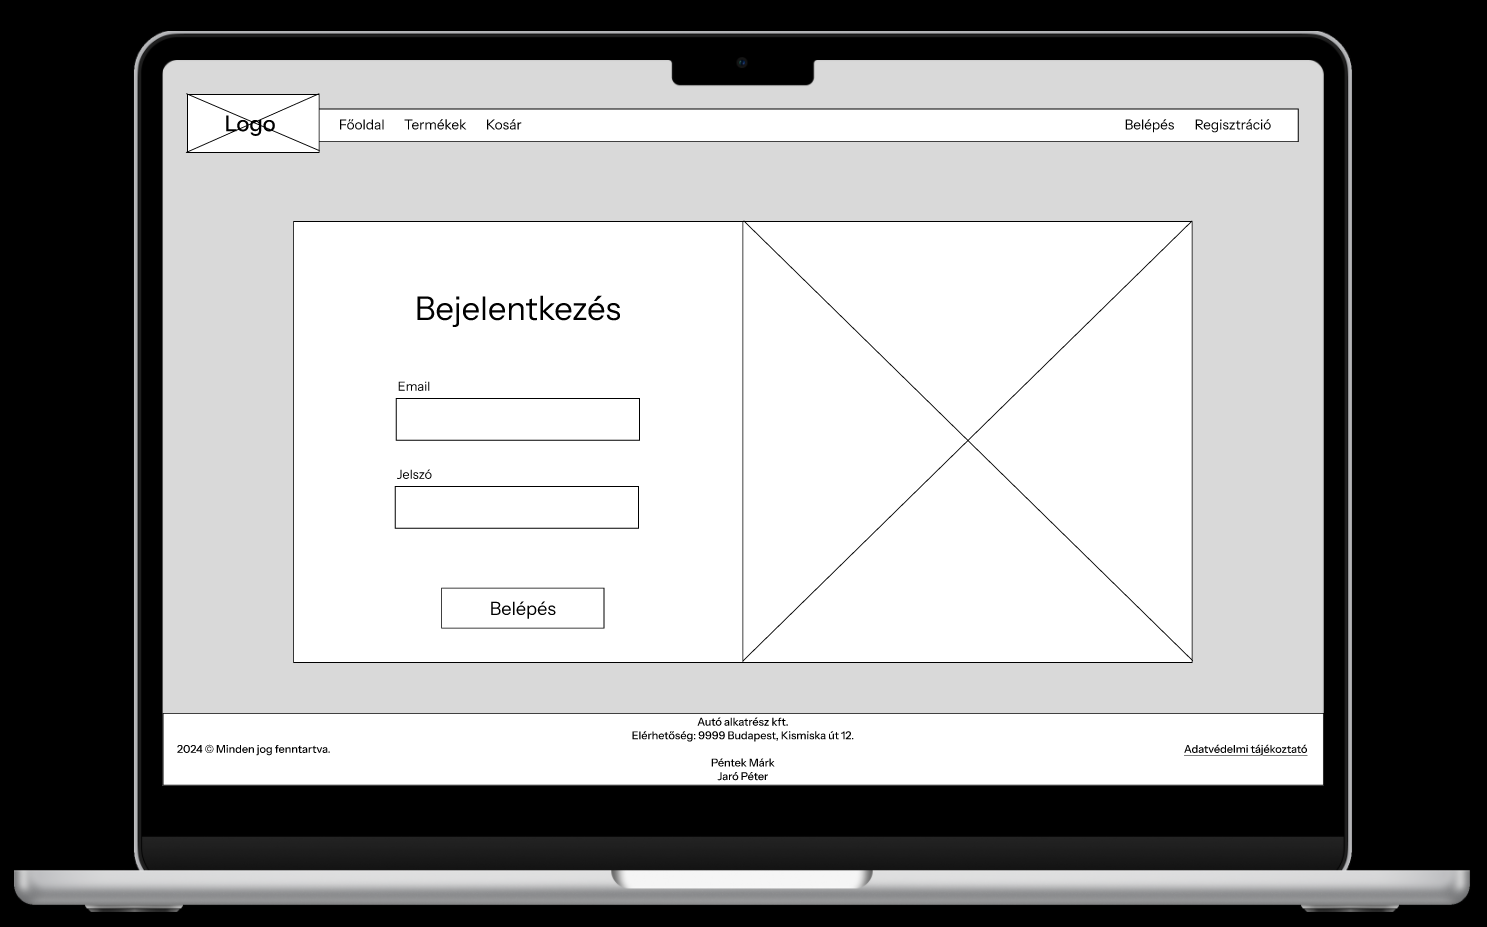 Logo
Főoldal Termékek Kosár Belépés Regisztráció
Bejelentkezés
Email
Jelszó
Belépés
Autó alkatrész kft.
Elérhetőség: 9999 Budapest, Kismiska út 12.
2024 © Minden jog fenntartva.
Péntek Márk
Jaró Péter
Adatvédelmi tájékoztató